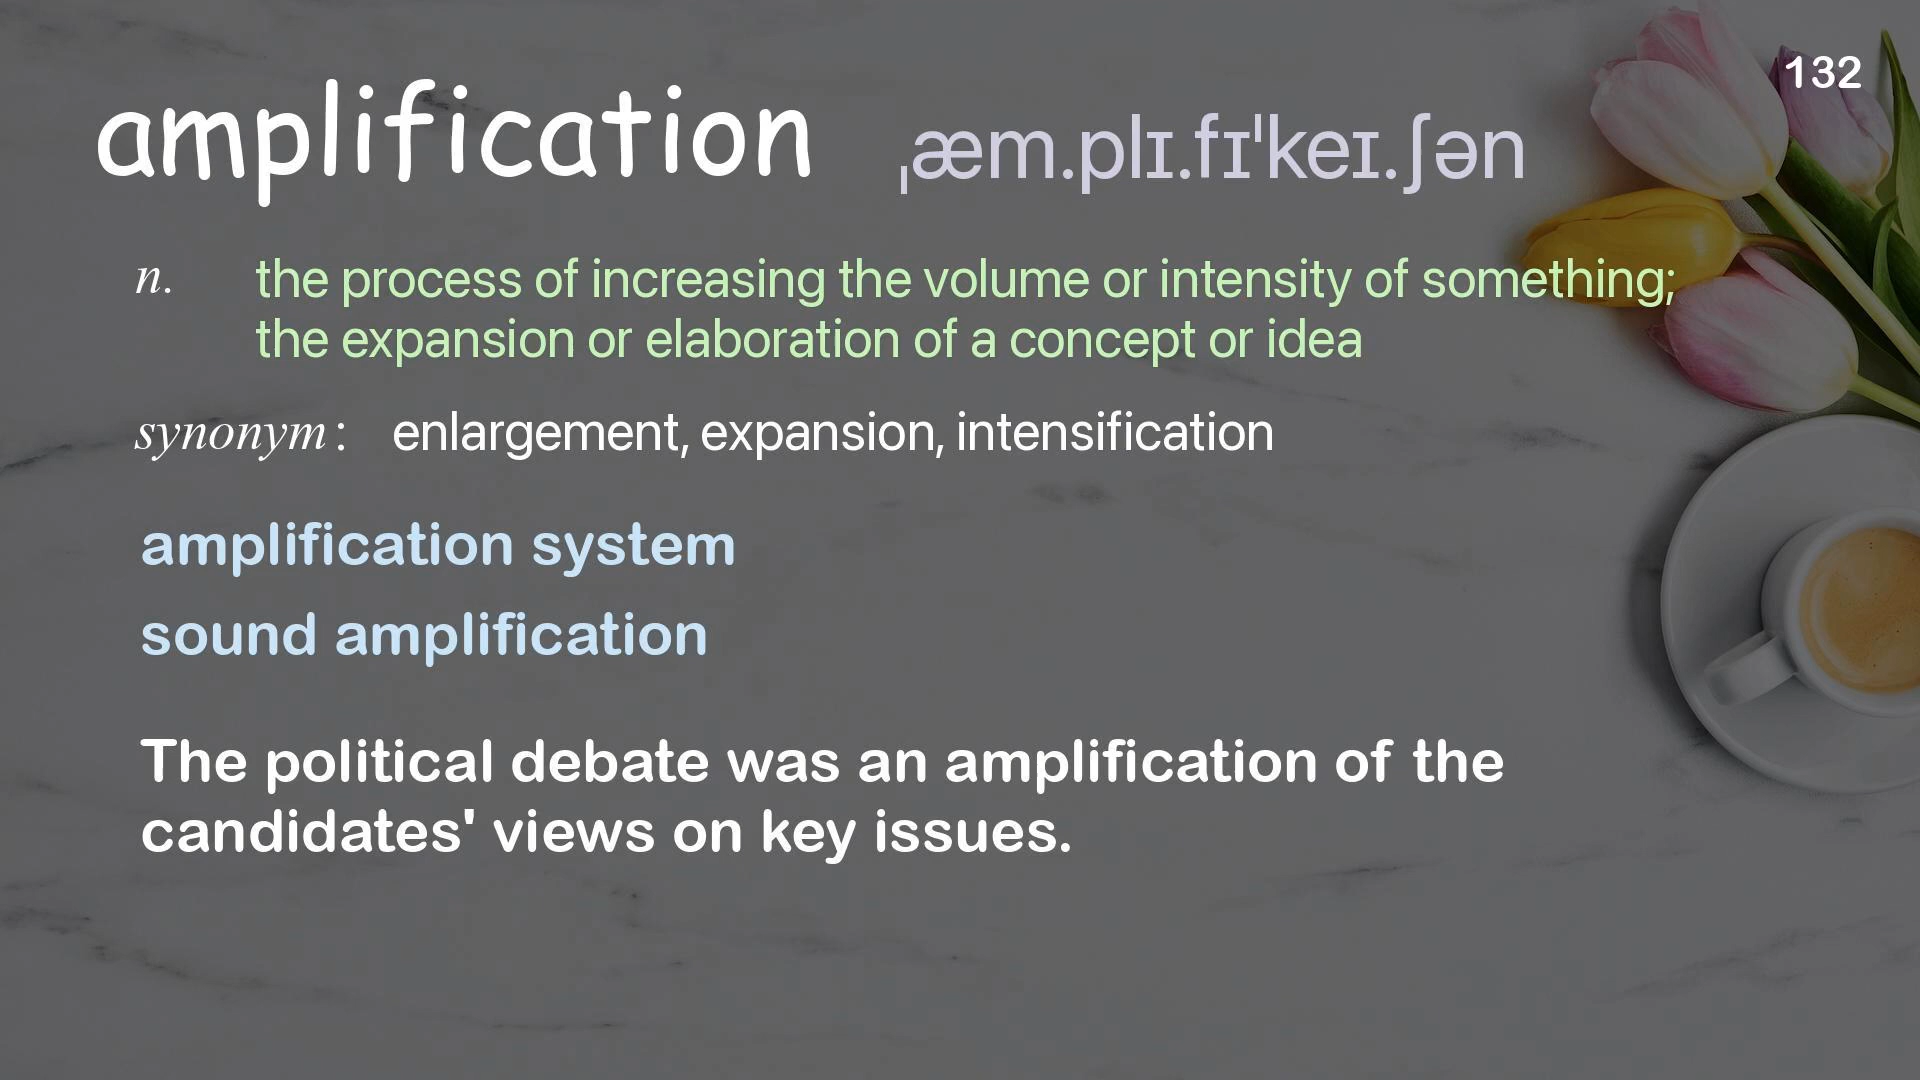 132
amplification ˌæm.plɪ.fɪˈkeɪ.ʃən
n. the process of increasing the volume or intensity of something;
the expansion or elaboration of a concept or idea
synonym: enlargement, expansion, intensification
amplification system
sound amplification
The political debate was an amplification of the
candidates' views on key issues.